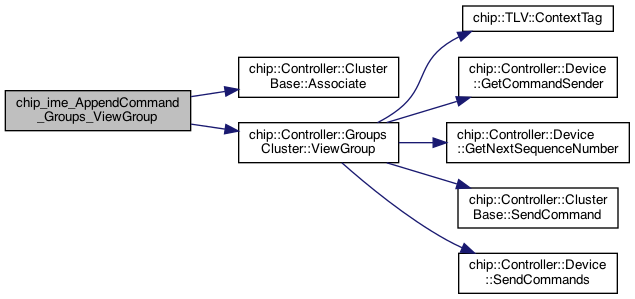 chip_ime_AppendCommand
_Groups_ViewGroup
chip::Controller::Cluster
Base::Associate
chip::Controller::Groups
Cluster::ViewGroup
chip::TLV::ContextTag
chip::Controller::Device
::GetCommandSender
chip::Controller::Device
::GetNextSequenceNumber
chip::Controller::Cluster
Base::SendCommand
chip::Controller::Device
::SendCommands